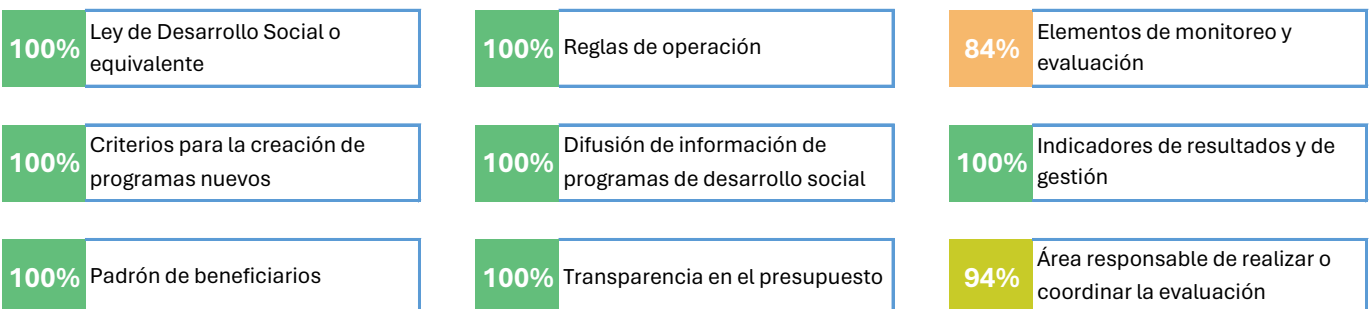 100% Ley de Desarrollo Social o
equivalente
100% Reglas de operación
84% Elementos de monitoreo y
evaluación
100% Criterios para la creación de
programas nuevos
100% Difusión de información de
programas de desarrollo social
100% Indicadores de resultados y de
gestión
100% Padrón de beneficiarios
100% Transparencia en el presupuesto
94% Área responsable de realizar o
coordinar la evaluación